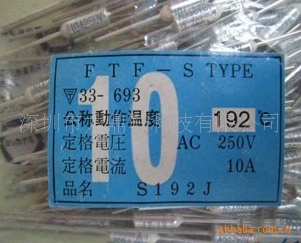 FTF-S TYPE
10
▽33-693
公称動作温度 192℃
定格電圧 AC 250V
定格電流 10A
品名 S192J